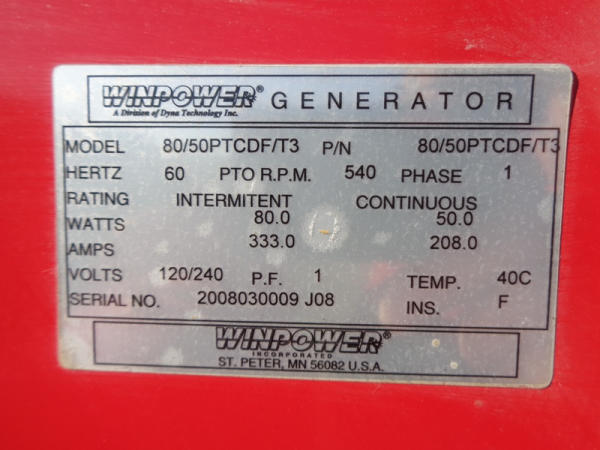 WINPOWER® GENERATOR
A Division of Dyna Technology Inc.
MODEL 80/50PTCDF/T3 P/N 80/50PTCDF/T3
HERTZ 60 PTO R.P.M. 540 PHASE 1
RATING INTERMITENT CONTINUOUS
WATTS 80.0 50.0
AMPS 333.0 208.0
VOLTS 120/240 P.F. 1 TEMP. 40C
SERIAL NO. 2008030009 J08 INS. F
WINPOWER®
INCORPORATED
ST. PETER, MN 56082 U.S.A.